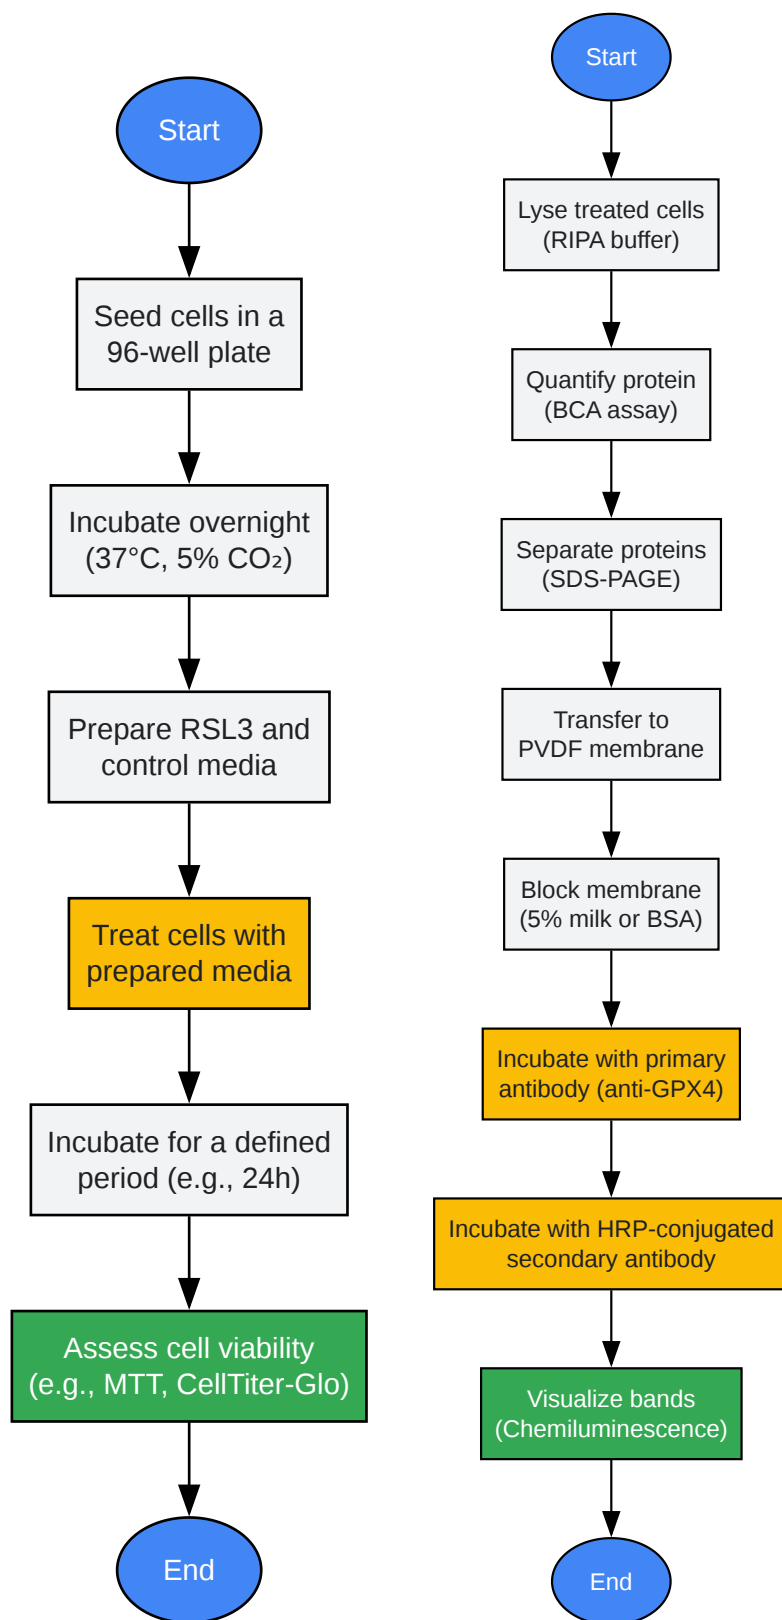 Start
Seed cells in a
96-well plate
Incubate overnight
(37°C, 5% CO₂)
Prepare RSL3 and
control media
Treat cells with
prepared media
Incubate for a defined
period (e.g., 24h)
Assess cell viability
(e.g., MTT, CellTiter-Glo)
End
Start
Lyse treated cells
(RIPA buffer)
Quantify protein
(BCA assay)
Separate proteins
(SDS-PAGE)
Transfer to
PVDF membrane
Block membrane
(5% milk or BSA)
Incubate with primary
antibody (anti-GPX4)
Incubate with HRP-conjugated
secondary antibody
Visualize bands
(Chemiluminescence)
End